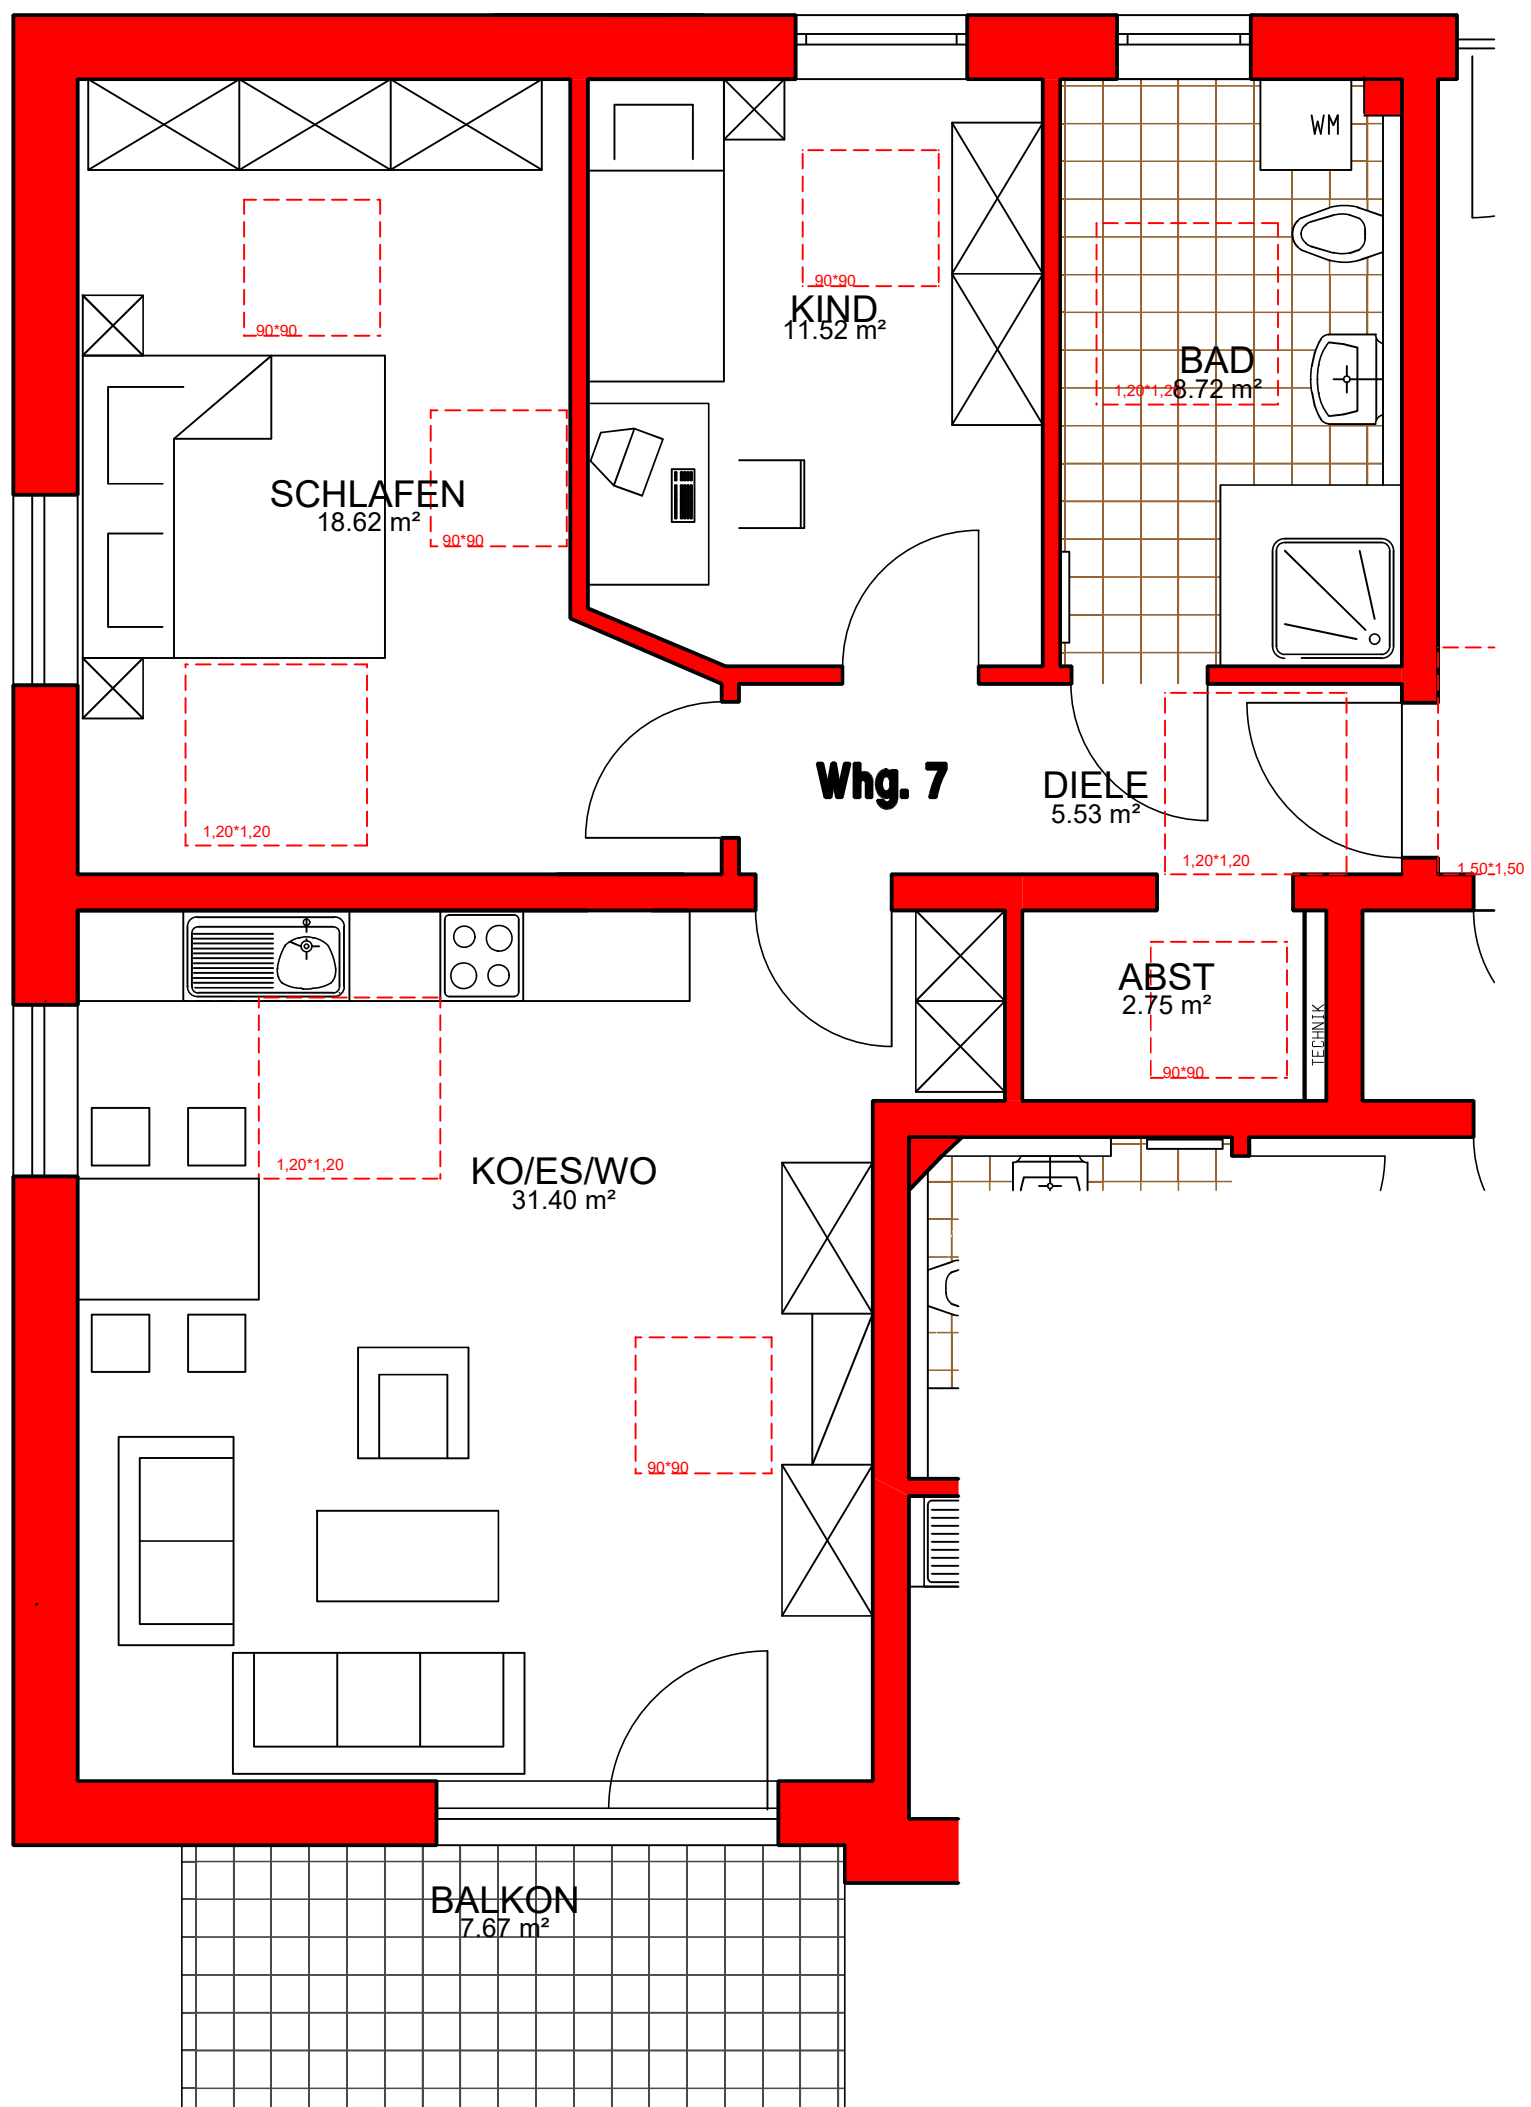 WM
90*90
KIND
11.52 m²
90*90
BAD
1,20*1,20
8.72 m²
SCHLAFEN
18.62 m²
90*90
Whg. 7
DIELE
5.53 m²
1,20*1,20
1,20*1,20
1,50*1,50
ABST
2.75 m²
TECHNIK
90*90
1,20*1,20
KO/ES/WO
31.40 m²
90*90
BALKON
7.67 m²